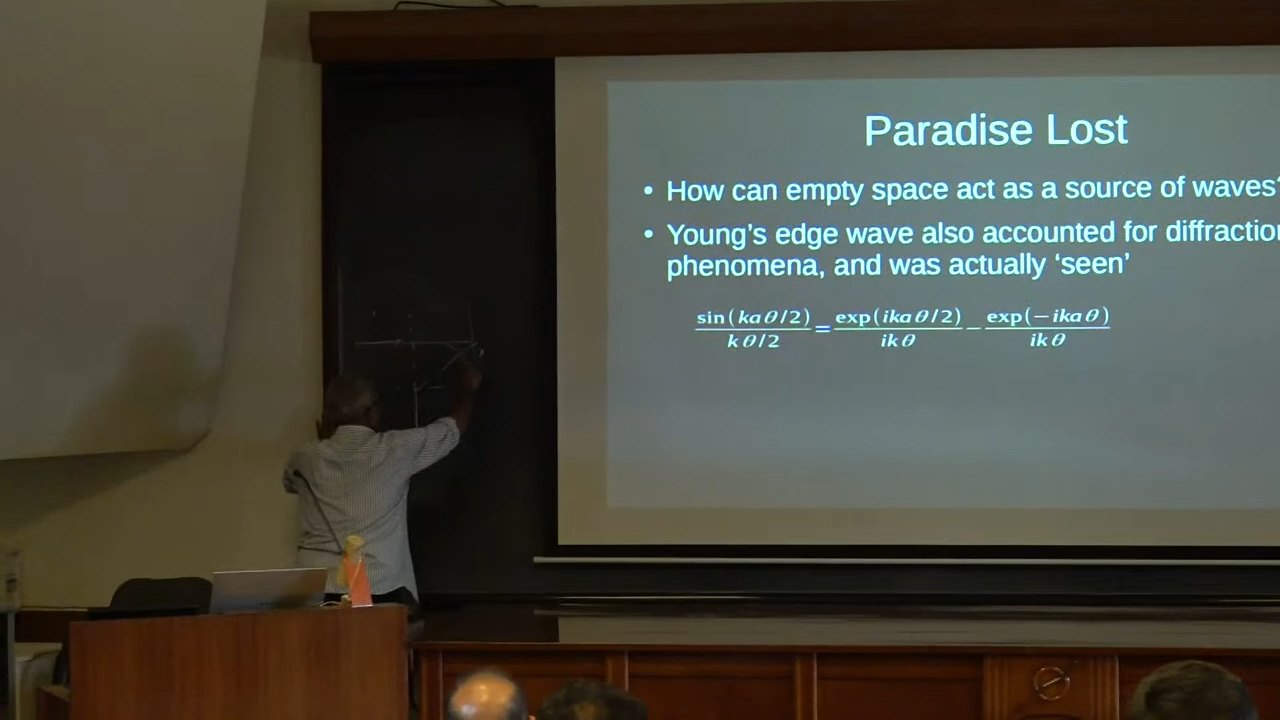 Paradise Lost
• How can empty space act as a source of waves?
• Young's edge wave also accounted for diffraction
phenomena, and was actually 'seen'
sin(kaθ/2)/kθ/2 = exp(ikaθ/2)/ikθ − exp(−ikaθ)/ikθ